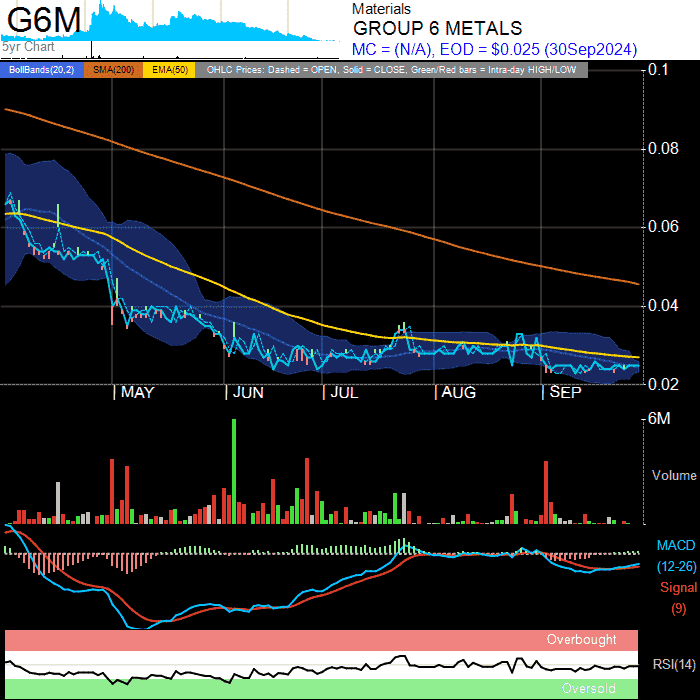 G6M
5yr Chart
Materials
GROUP 6 METALS
MC = (N/A), EOD = $0.025 (30Sep2024)
BollBands(20,2) SMA(200) EMA(50) OHLC Prices: Dashed = OPEN, Solid = CLOSE, Green/Red bars = Intra-day HIGH/LOW
0.1
0.08
0.06
0.04
0.02
MAY JUN JUL AUG SEP
6M
Volume
MACD
(12-26)
Signal
(9)
Overbought
RSI(14)
Oversold